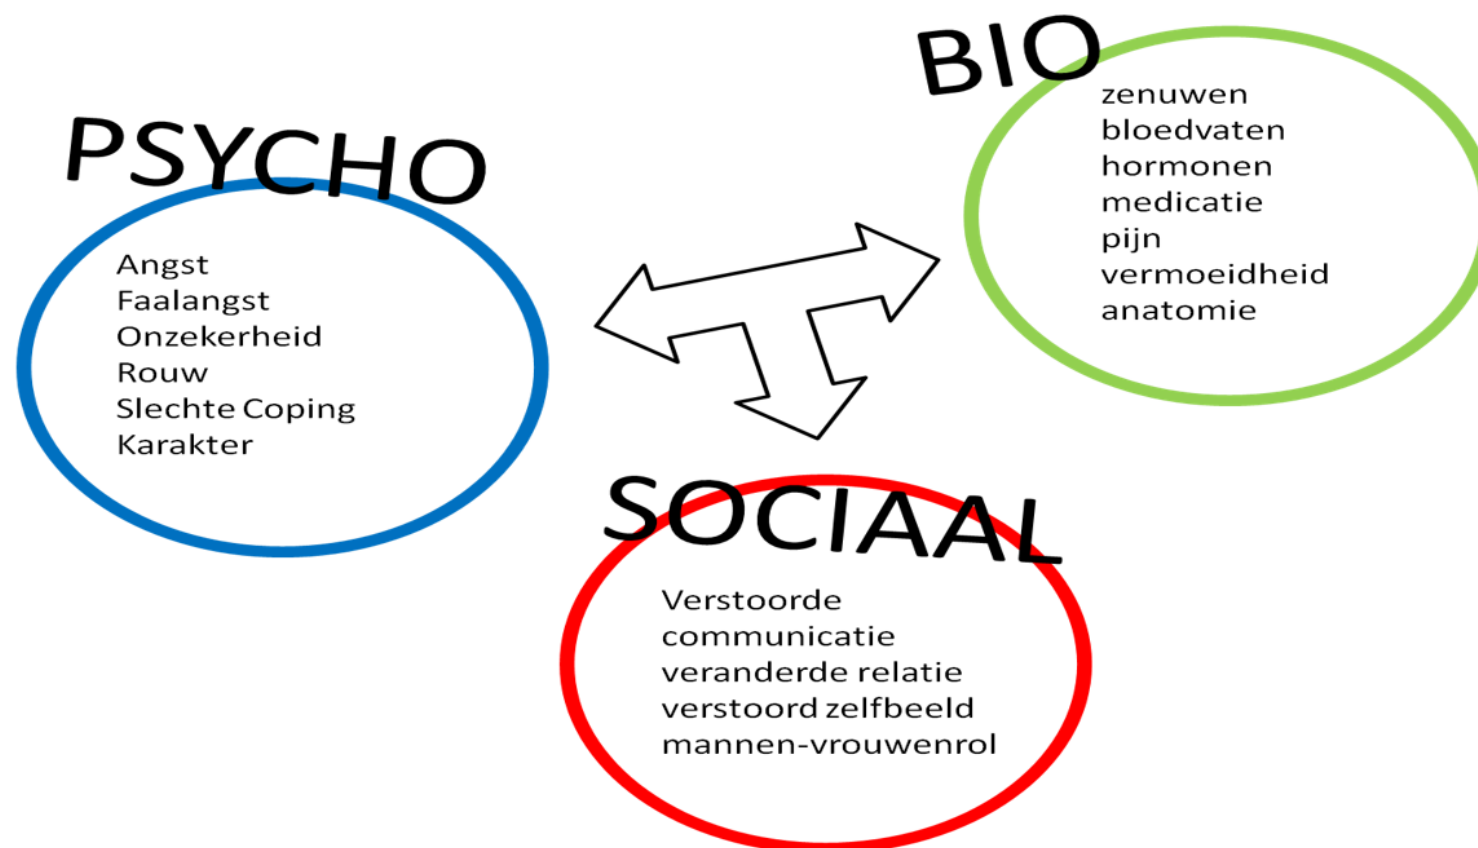 PSYCHO
Angst
Faalangst
Onzekerheid
Rouw
Slechte Coping
Karakter
BIO
zenuwen
bloedvaten
hormonen
medicatie
pijn
vermoeidheid
anatomie
SOCIAAL
Verstoorde
communicatie
veranderde relatie
verstoord zelfbeeld
mannen-vrouwenrol